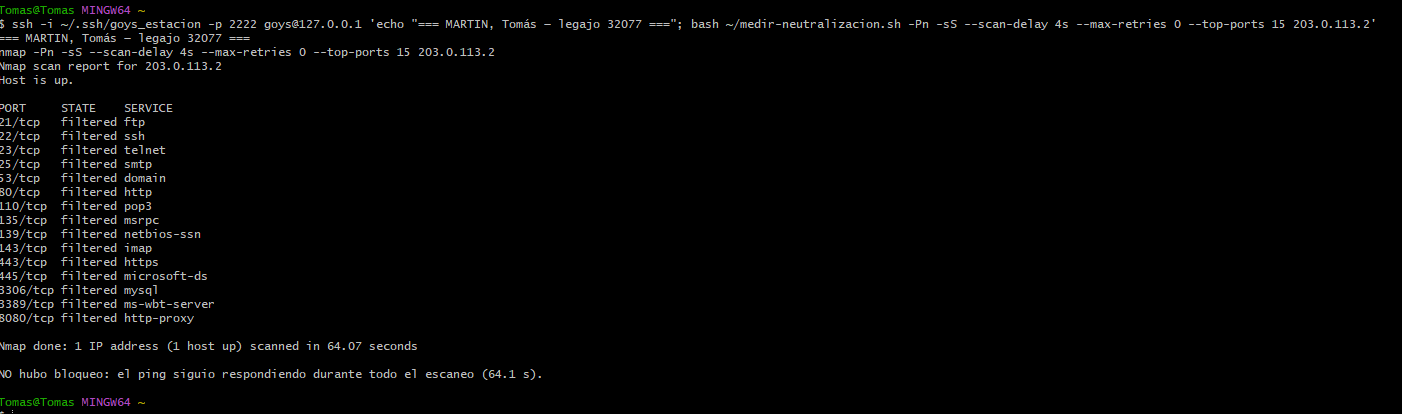 Tomas@Tomas MINGW64 ~
$ ssh -i ~/.ssh/goys_estacion -p 2222 goys@127.0.0.1 'echo "=== MARTIN, Tomás — legajo 32077 ==="; bash ~/medir-neutralizacion.sh -Pn -sS --scan-delay 4s --max-retries 0 --top-ports 15 203.0.113.2'
=== MARTIN, Tomás — legajo 32077 ===
nmap -Pn -sS --scan-delay 4s --max-retries 0 --top-ports 15 203.0.113.2
Nmap scan report for 203.0.113.2
Host is up.
PORT     STATE    SERVICE
21/tcp   filtered ftp
22/tcp   filtered ssh
23/tcp   filtered telnet
25/tcp   filtered smtp
53/tcp   filtered domain
80/tcp   filtered http
110/tcp  filtered pop3
135/tcp  filtered msrpc
139/tcp  filtered netbios-ssn
143/tcp  filtered imap
443/tcp  filtered https
445/tcp  filtered microsoft-ds
3306/tcp filtered mysql
3389/tcp filtered ms-wbt-server
8080/tcp filtered http-proxy
Nmap done: 1 IP address (1 host up) scanned in 64.07 seconds
NO hubo bloqueo: el ping siguio respondiendo durante todo el escaneo (64.1 s).
Tomas@Tomas MINGW64 ~